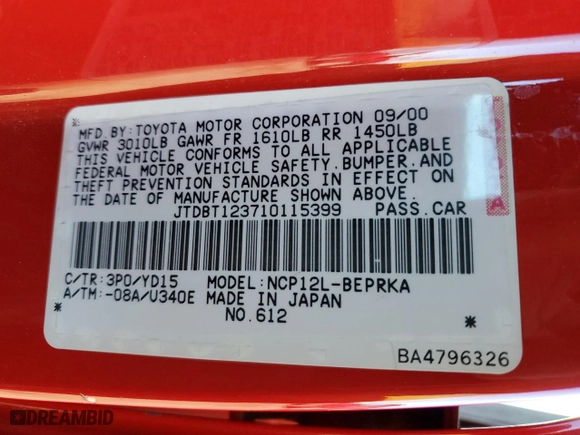 MFD. BY: TOYOTA MOTOR CORPORATION 09/00
GVWR 3010LB GAWR FR 1610LB RR 1450LB
THIS VEHICLE CONFORMS TO ALL APPLICABLE
FEDERAL MOTOR VEHICLE SAFETY, BUMPER, AND
THEFT PREVENTION STANDARDS IN EFFECT ON
THE DATE OF MANUFACTURE SHOWN ABOVE.
JTDBT123710115399 PASS. CAR
C/TR: 3P0/YD15 MODEL: NCP12L-BEPRKA
A/TM: -08A/U340E MADE IN JAPAN
NO. 612
* *
BA4796326
DREAMBID